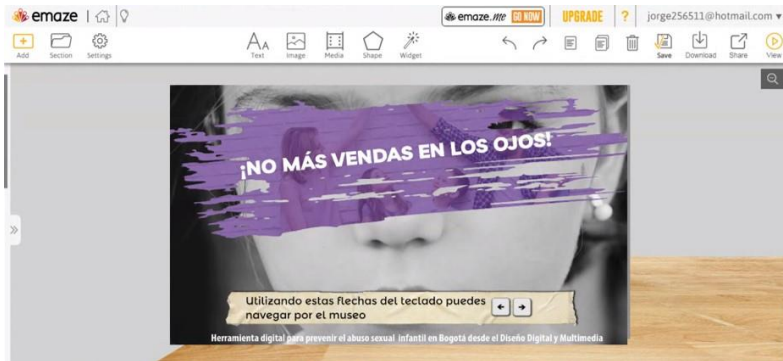 emaze
emaze.me GO NOW UPGRADE ? jorge256511@hotmail.com
Add Section Settings Text Image Media Shape Widget Save Download Share View
¡NO MÁS VENDAS EN LOS OJOS!
Utilizando estas flechas del teclado puedes
navegar por el museo
Herramienta digital para prevenir el abuso sexual infantil en Bogotá desde el Diseño Digital y Multimedia